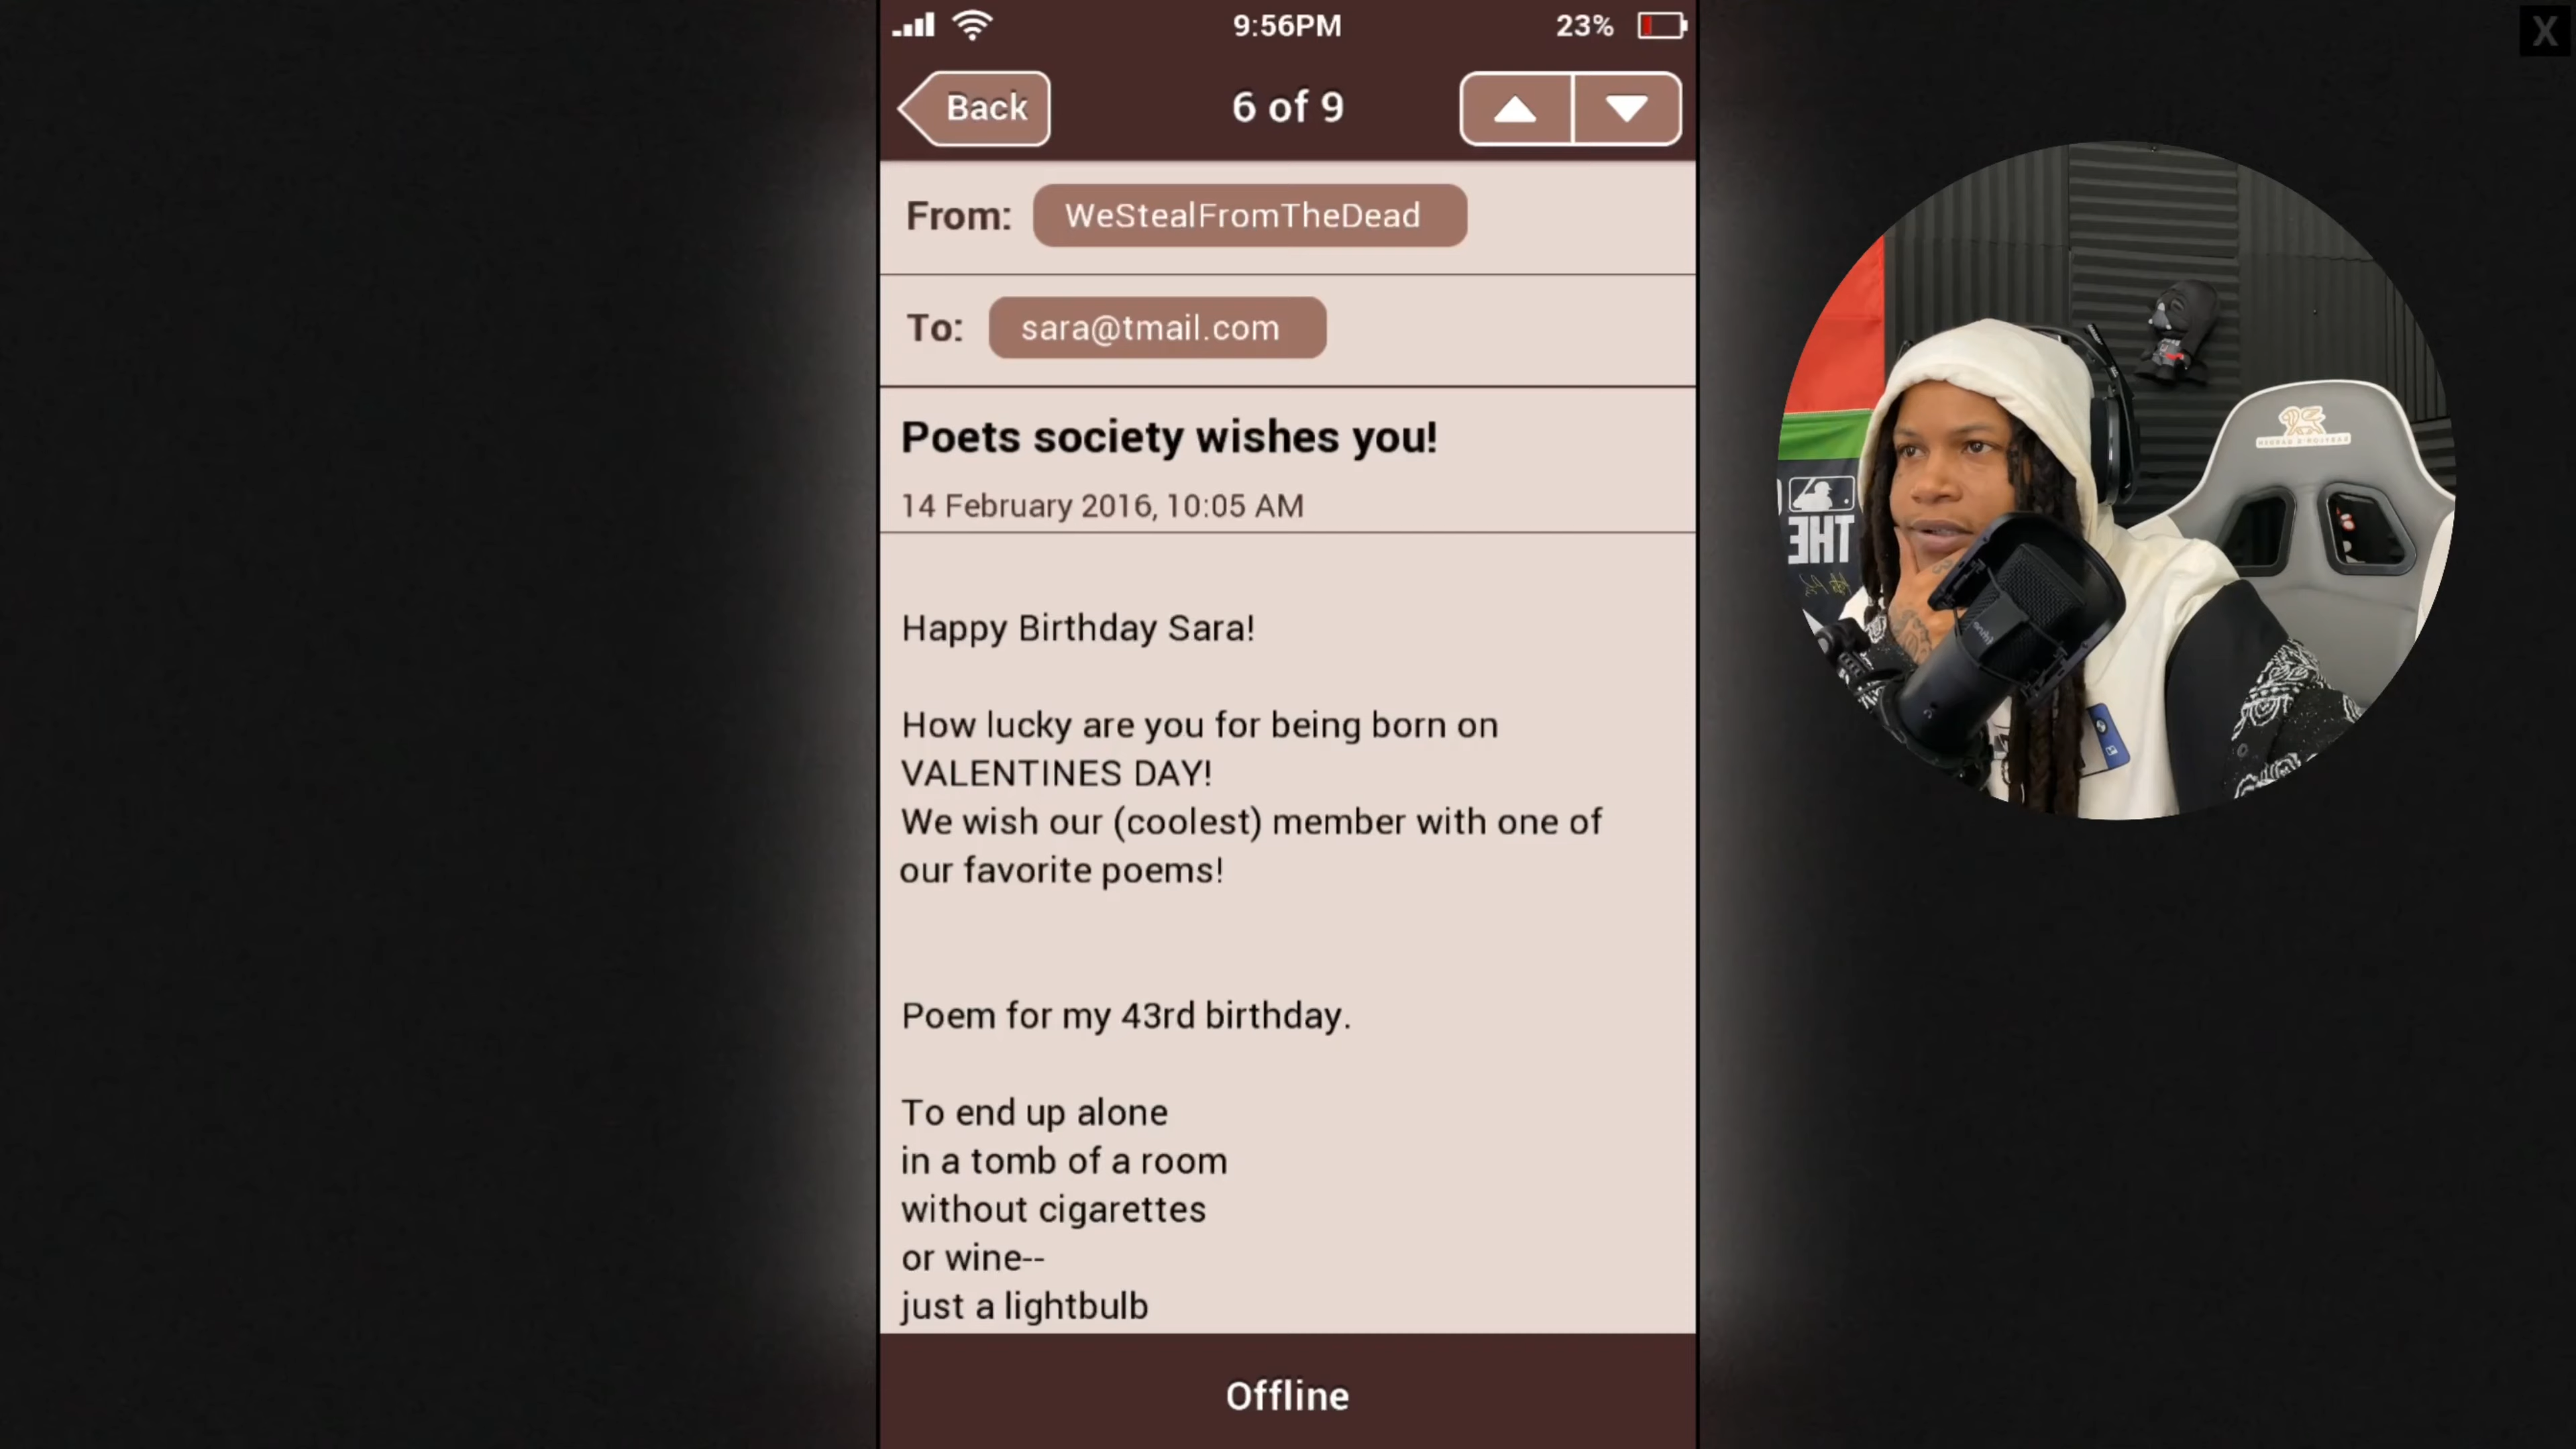 9:56PM
23%
X
Back
6 of 9
From: WeStealFromTheDead
To: sara@tmail.com
Poets society wishes you!
14 February 2016, 10:05 AM
Happy Birthday Sara!
How lucky are you for being born on
VALENTINES DAY!
We wish our (coolest) member with one of
our favorite poems!
Poem for my 43rd birthday.
To end up alone
in a tomb of a room
without cigarettes
or wine--
just a lightbulb
Offline
THE